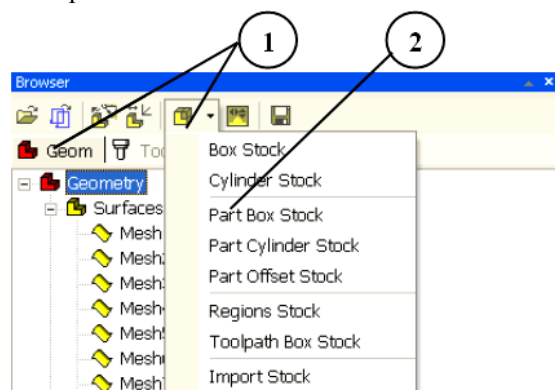 1 2
Browser
Geom
Box Stock
Cylinder Stock
Geometry
Surfaces
Part Box Stock
Mesh
Part Cylinder Stock
Mesh
Part Offset Stock
Mesh
Mesh
Regions Stock
Mesh
Toolpath Box Stock
Mesh
Import Stock
Mesh